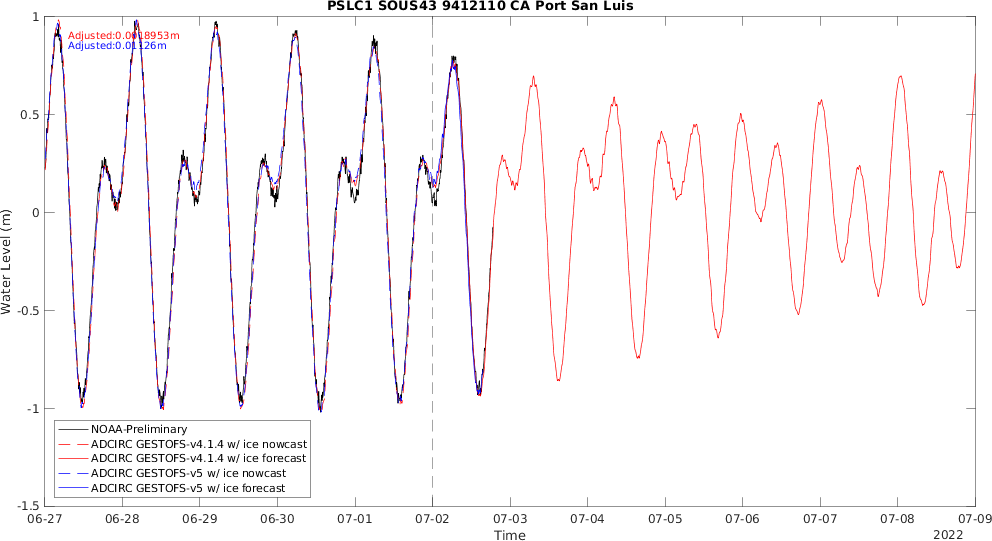 PSLC1 SOUS43 9412110 CA Port San Luis
Adjusted:0.0018953m
Adjusted:0.01126m
1
0.5
0
-0.5
-1
-1.5
Water Level (m)
NOAA-Preliminary
ADCIRC GESTOFS-v4.1.4 w/ ice nowcast
ADCIRC GESTOFS-v4.1.4 w/ ice forecast
ADCIRC GESTOFS-v5 w/ ice nowcast
ADCIRC GESTOFS-v5 w/ ice forecast
06-27 06-28 06-29 06-30 07-01 07-02 07-03 07-04 07-05 07-06 07-07 07-08 07-09
Time
2022